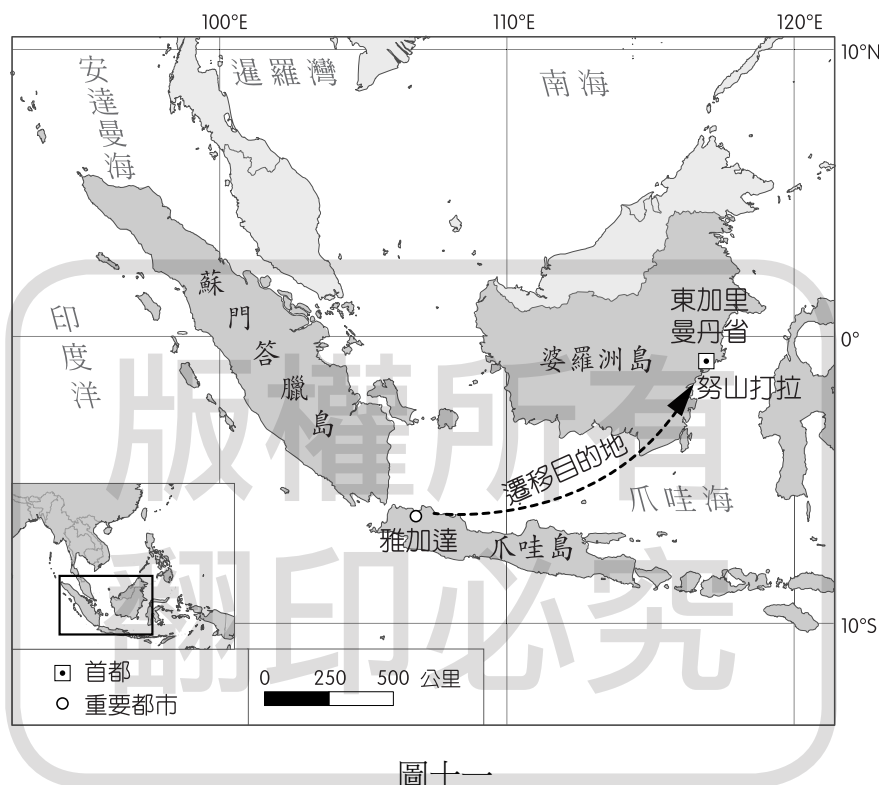 100°E 110°E 120°E
10°N
0°
10°S
安達曼海
暹羅灣
南海
印度洋
蘇門答臘島
婆羅洲島
東加里
曼丹省
努山打拉
遷移目的地
爪哇海
雅加達
爪哇島
首都
重要都市
0 250 500 公里
版權所有
翻印必究
圖十一